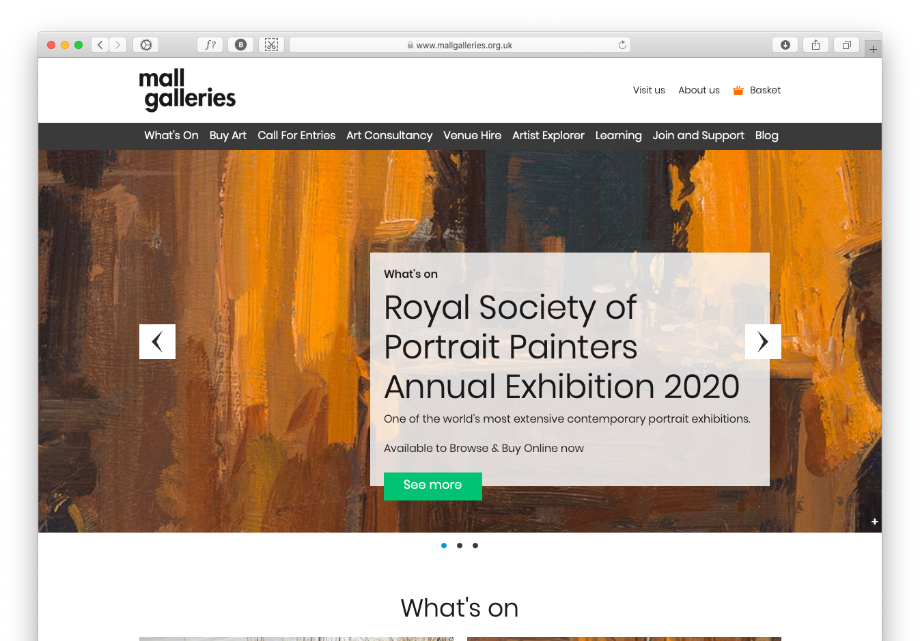 f?
B
www.mallgalleries.org.uk
mall
galleries
Visit us About us Basket
What's On Buy Art Call For Entries Art Consultancy Venue Hire Artist Explorer Learning Join and Support Blog
What's on
Royal Society of
Portrait Painters
Annual Exhibition 2020
One of the world's most extensive contemporary portrait exhibitions.
Available to Browse & Buy Online now
See more
What's on